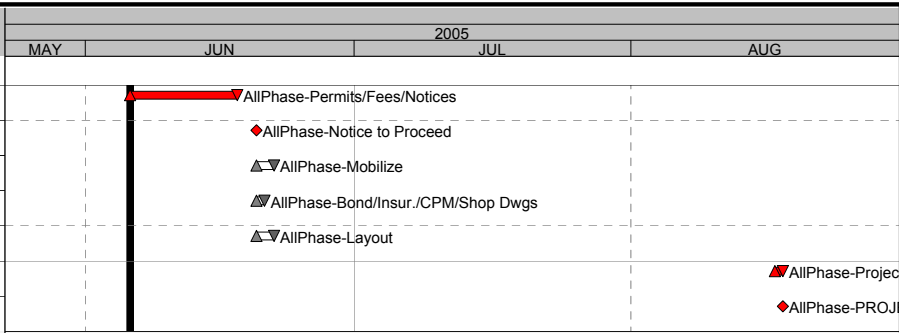 2005
MAY JUN JUL AUG
AllPhase-Permits/Fees/Notices
AllPhase-Notice to Proceed
AllPhase-Mobilize
AllPhase-Bond/Insur./CPM/Shop Dwgs
AllPhase-Layout
AllPhase-Projec
AllPhase-PROJ